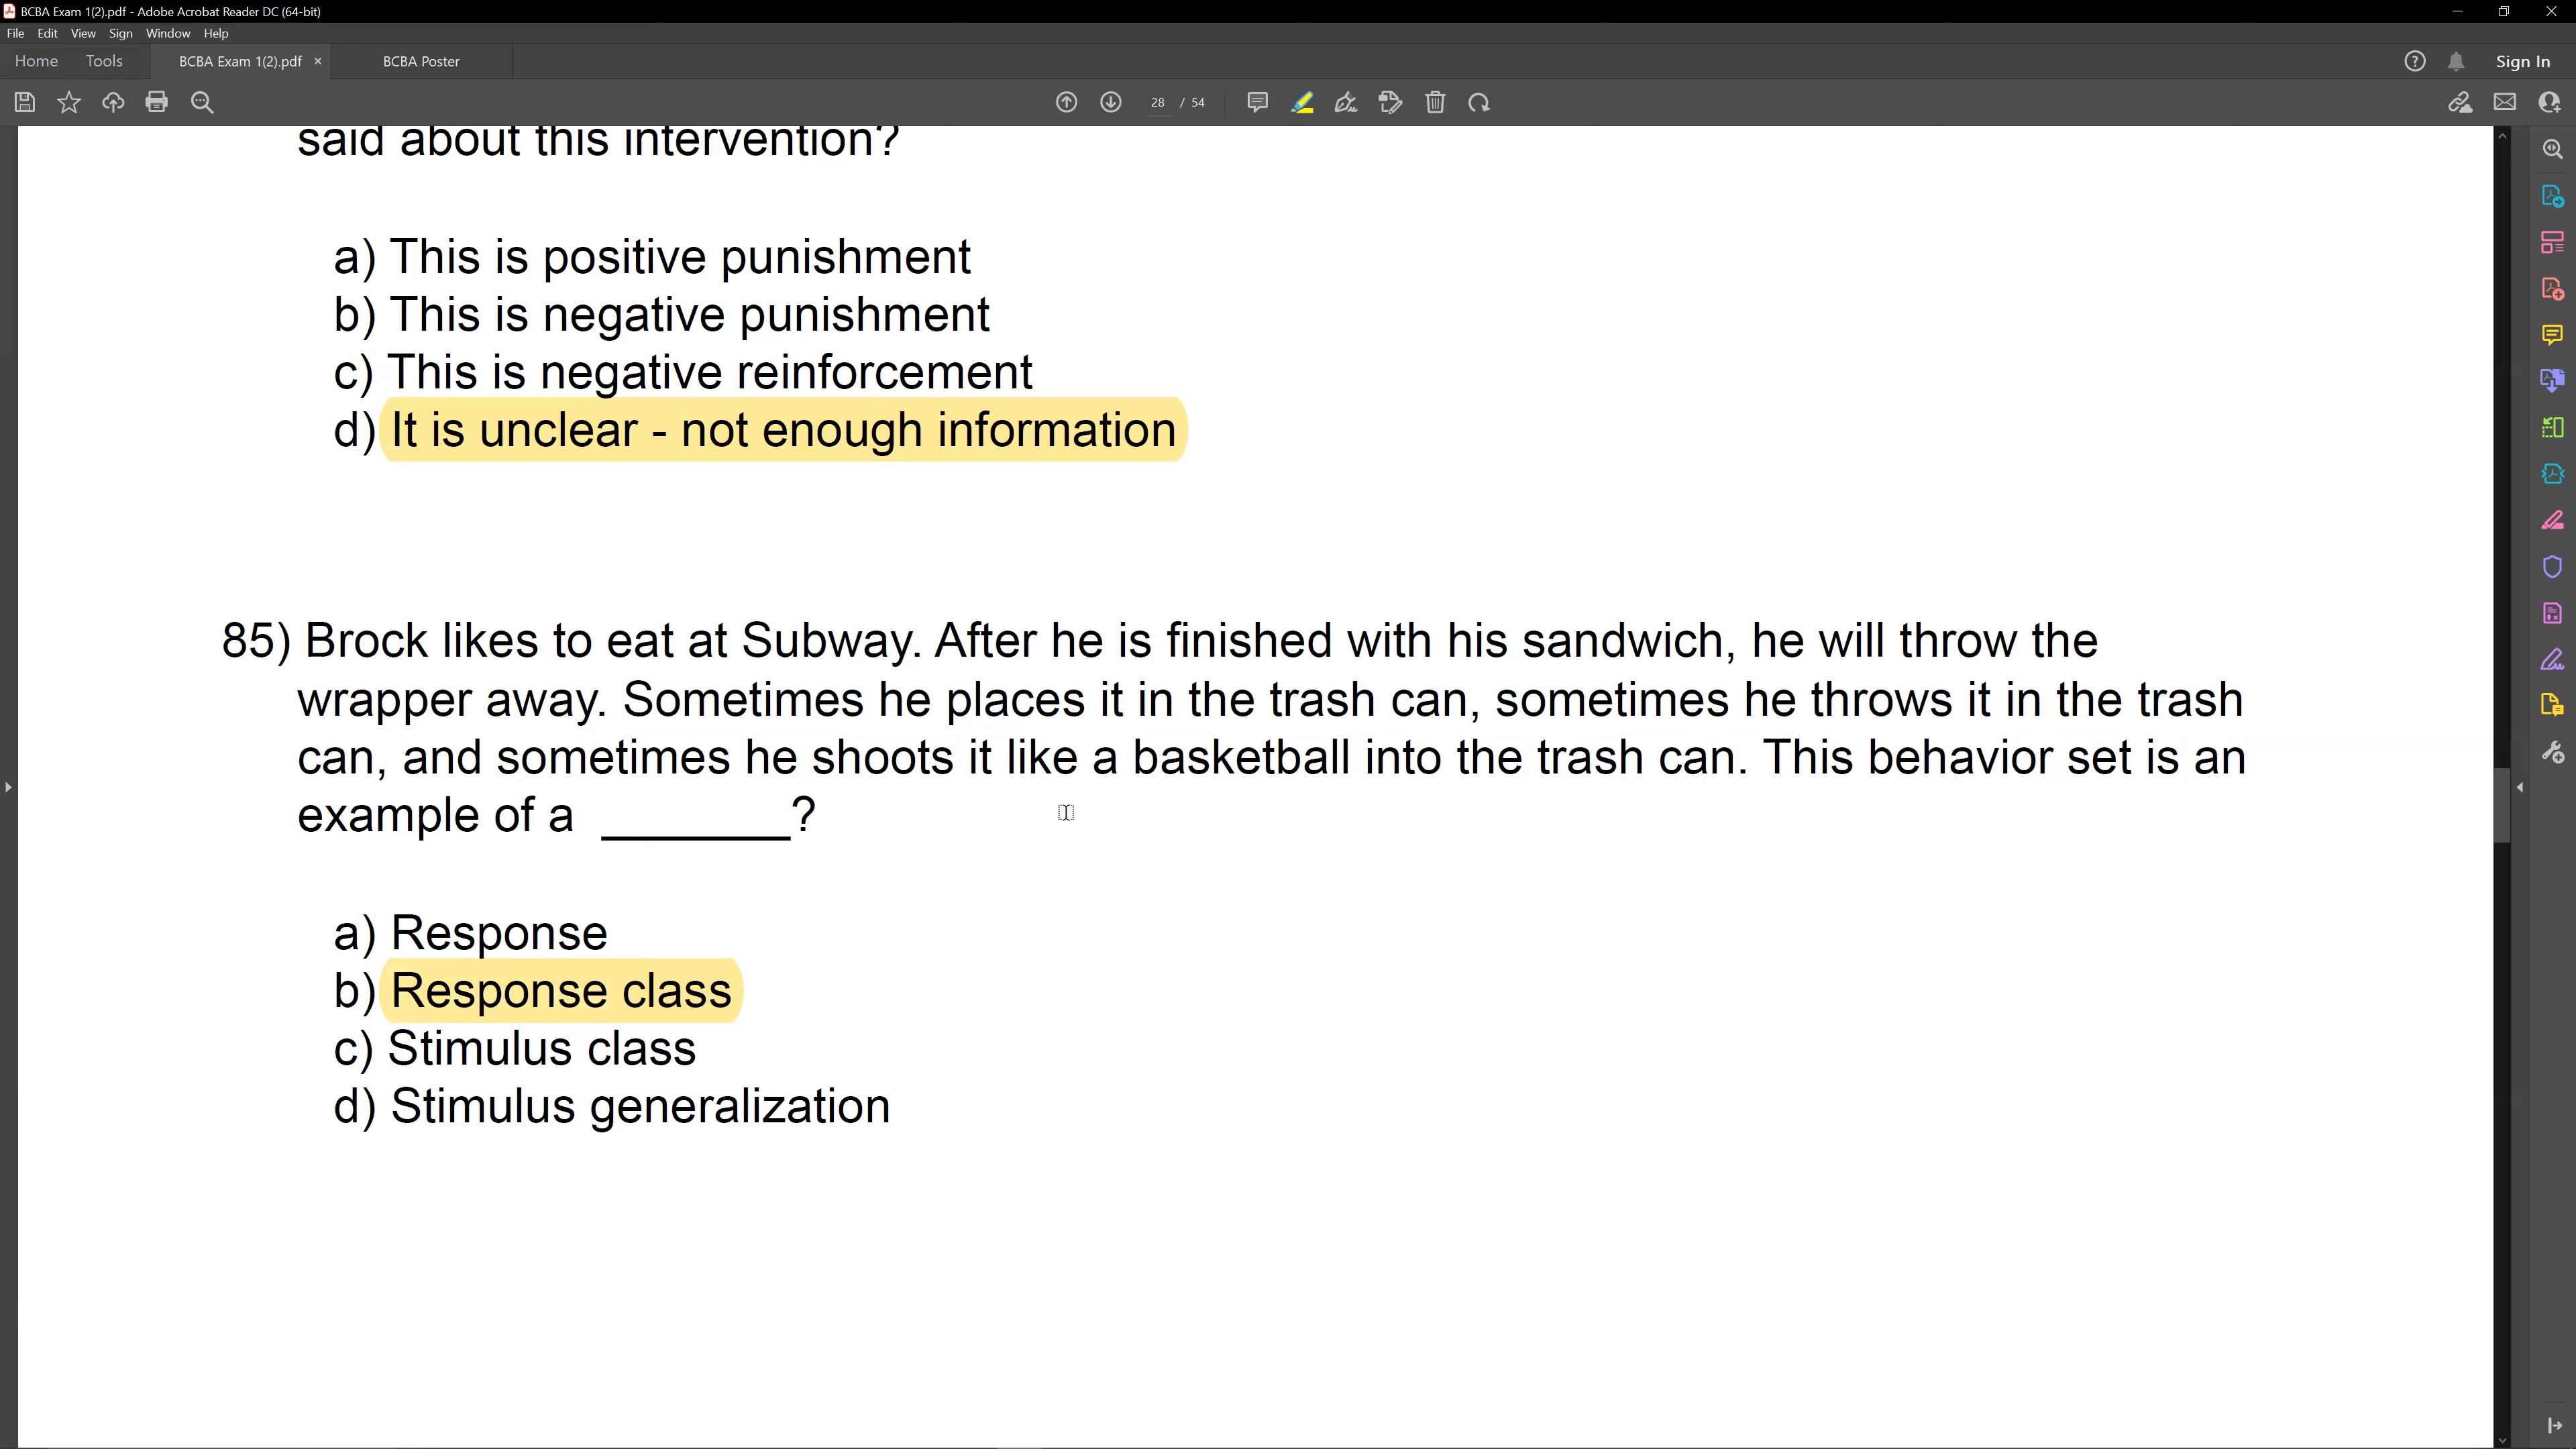 BCBA Exam 1(2).pdf - Adobe Acrobat Reader DC (64-bit)
File Edit View Sign Window Help
Home Tools BCBA Exam 1(2).pdf × BCBA Poster Sign In
28 / 54
said about this intervention?
a) This is positive punishment
b) This is negative punishment
c) This is negative reinforcement
d) It is unclear - not enough information
85) Brock likes to eat at Subway. After he is finished with his sandwich, he will throw the
wrapper away. Sometimes he places it in the trash can, sometimes he throws it in the trash
can, and sometimes he shoots it like a basketball into the trash can. This behavior set is an
example of a ________?
a) Response
b) Response class
c) Stimulus class
d) Stimulus generalization